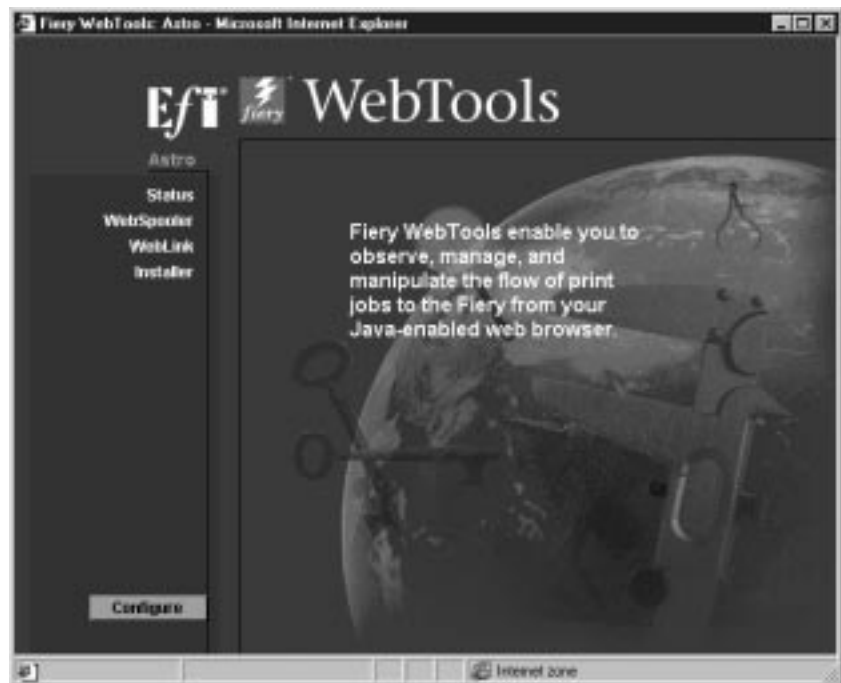 Fiery WebTools: Astro - Microsoft Internet Explorer
Efi fiery WebTools
Astro
Status
WebSpooler
WebLink
Installer
Fiery WebTools enable you to
observe, manage, and
manipulate the flow of print
jobs to the Fiery from your
Java-enabled web browser.
Configure
Internet zone